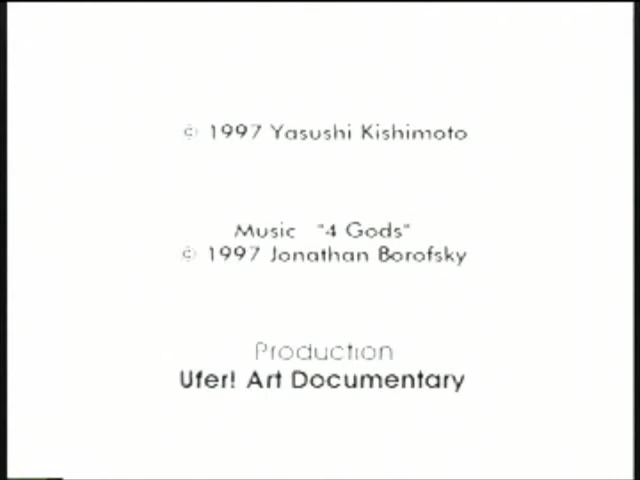 © 1997 Yasushi Kishimoto
Music "4 Gods"
© 1997 Jonathan Borofsky
Production
Ufer! Art Documentary